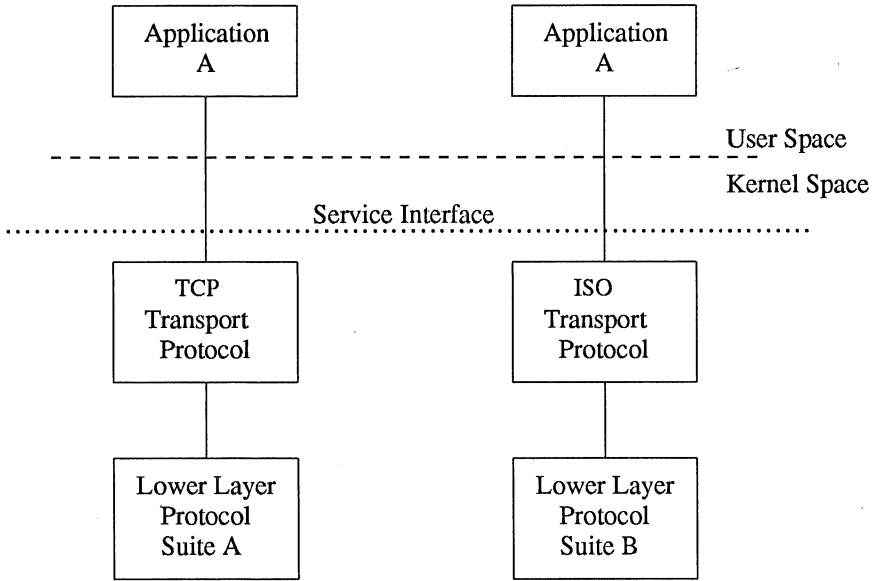 Application
A
Application
A
User Space
Kernel Space
Service Interface
TCP
Transport
Protocol
ISO
Transport
Protocol
Lower Layer
Protocol
Suite A
Lower Layer
Protocol
Suite B